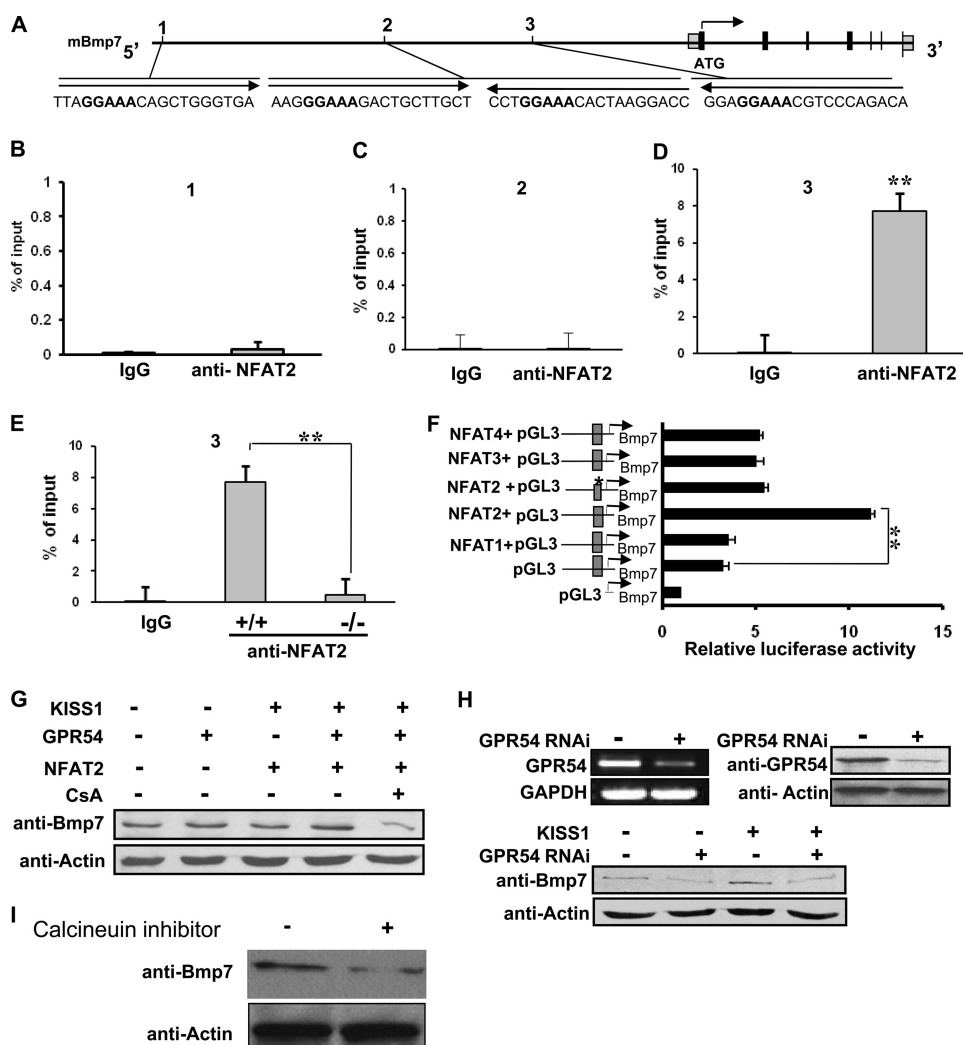 A
mBmp7 5’ 1 2 3 ATG 3’
TTAGGAAACAGCTGGGTGA AAGGGAAAGACTGCTTGCT CCTGGAAACACTAAGGACC GGAGGAAACGTCCCAGACA
B
1
% of input
1
0.8
0.6
0.4
0.2
0
IgG anti- NFAT2
C
2
% of input
1
0.8
0.6
0.4
0.2
0
IgG anti-NFAT2
D
3
**
% of input
10
8
6
4
2
0
IgG anti-NFAT2
E
3
**
% of input
10
8
6
4
2
0
IgG +/+ -/-
anti-NFAT2
F
NFAT4+ pGL3 Bmp7
NFAT3+ pGL3 Bmp7
NFAT2 +pGL3 * Bmp7
NFAT2+ pGL3 Bmp7
NFAT1+pGL3 Bmp7
pGL3 Bmp7
pGL3 Bmp7
**
0 5 10 15
Relative luciferase activity
G
KISS1 - - + + +
GPR54 - + - + +
NFAT2 - - + + +
CsA - - - - +
anti-Bmp7
anti-Actin
H
GPR54 RNAi - +
GPR54
GAPDH
GPR54 RNAi - +
anti-GPR54
anti- Actin
KISS1 - - + +
GPR54 RNAi - + - +
anti-Bmp7
anti-Actin
I
Calcineuin inhibitor - +
anti-Bmp7
anti-Actin